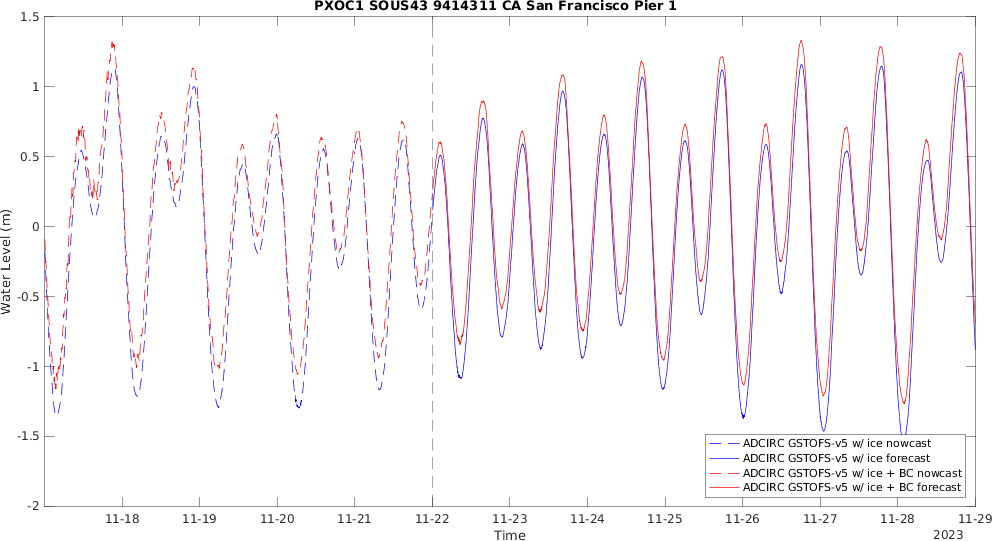 PXOC1 SOUS43 9414311 CA San Francisco Pier 1
1.5
1
0.5
0
-0.5
-1
-1.5
-2
Water Level (m)
ADCIRC GSTOFS-v5 w/ ice nowcast
ADCIRC GSTOFS-v5 w/ ice forecast
ADCIRC GSTOFS-v5 w/ ice + BC nowcast
ADCIRC GSTOFS-v5 w/ ice + BC forecast
11-18 11-19 11-20 11-21 11-22 11-23 11-24 11-25 11-26 11-27 11-28 11-29
Time
2023